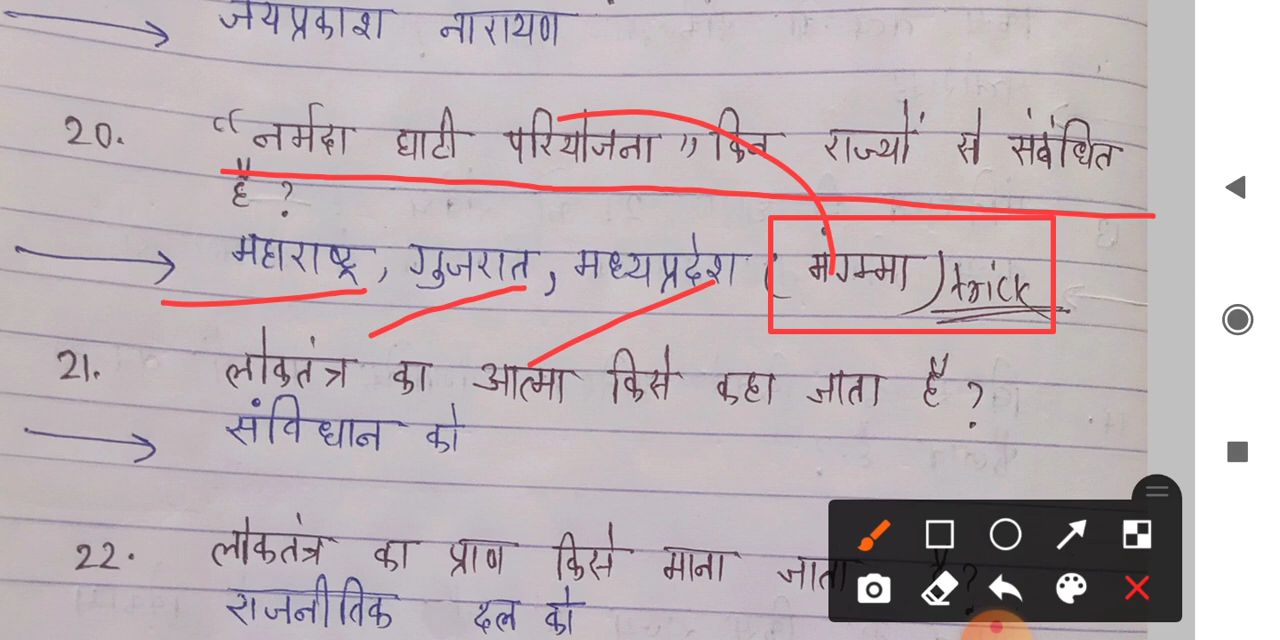 जयप्रकाश नारायण
20. "नर्मदा घाटी परियोजना" किन राज्यों से संबंधित
है ?
महाराष्ट्र, गुजरात, मध्यप्रदेश (मगम्मा) trick
21. लोकतंत्र का आत्मा किसे कहा जाता है ?
संविधान को
22. लोकतंत्र का प्राण किसे माना जाता है ?
राजनीतिक दल को